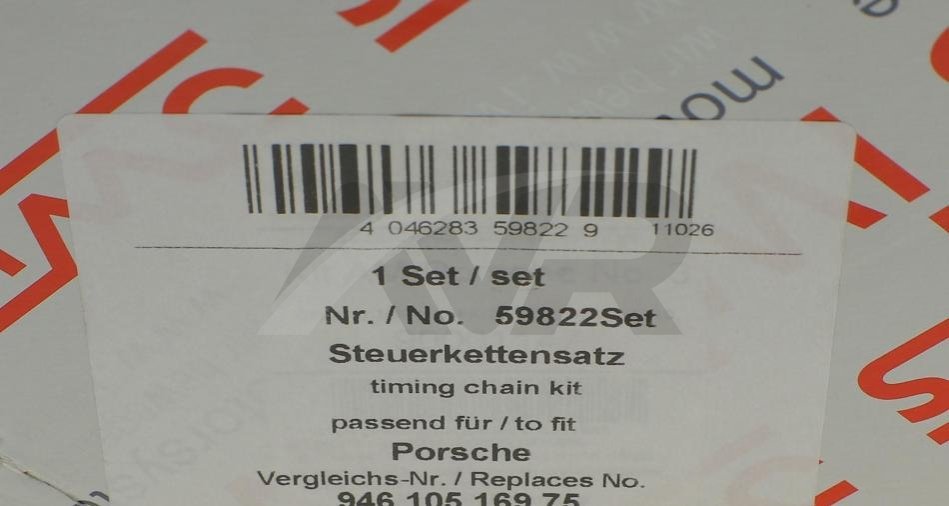 4 046283 59822 9 11026
1 Set / set
Nr. / No. 59822Set
Steuerkettensatz
timing chain kit
passend für / to fit
Porsche
Vergleichs-Nr. / Replaces No.
946 105 169 75
AVR